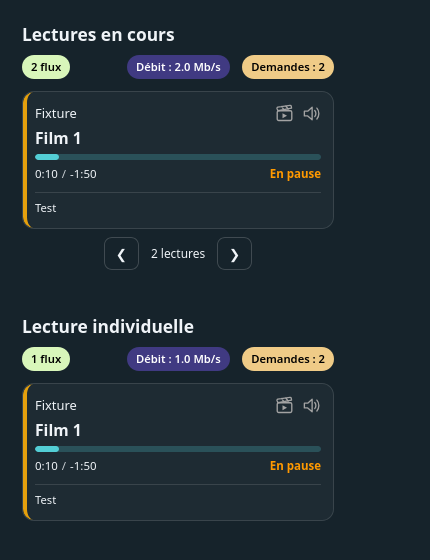 Lectures en cours
2 flux Débit : 2.0 Mb/s Demandes : 2
Fixture
Film 1
0:10 / -1:50 En pause
Test
❮ 2 lectures ❯
Lecture individuelle
1 flux Débit : 1.0 Mb/s Demandes : 2
Fixture
Film 1
0:10 / -1:50 En pause
Test